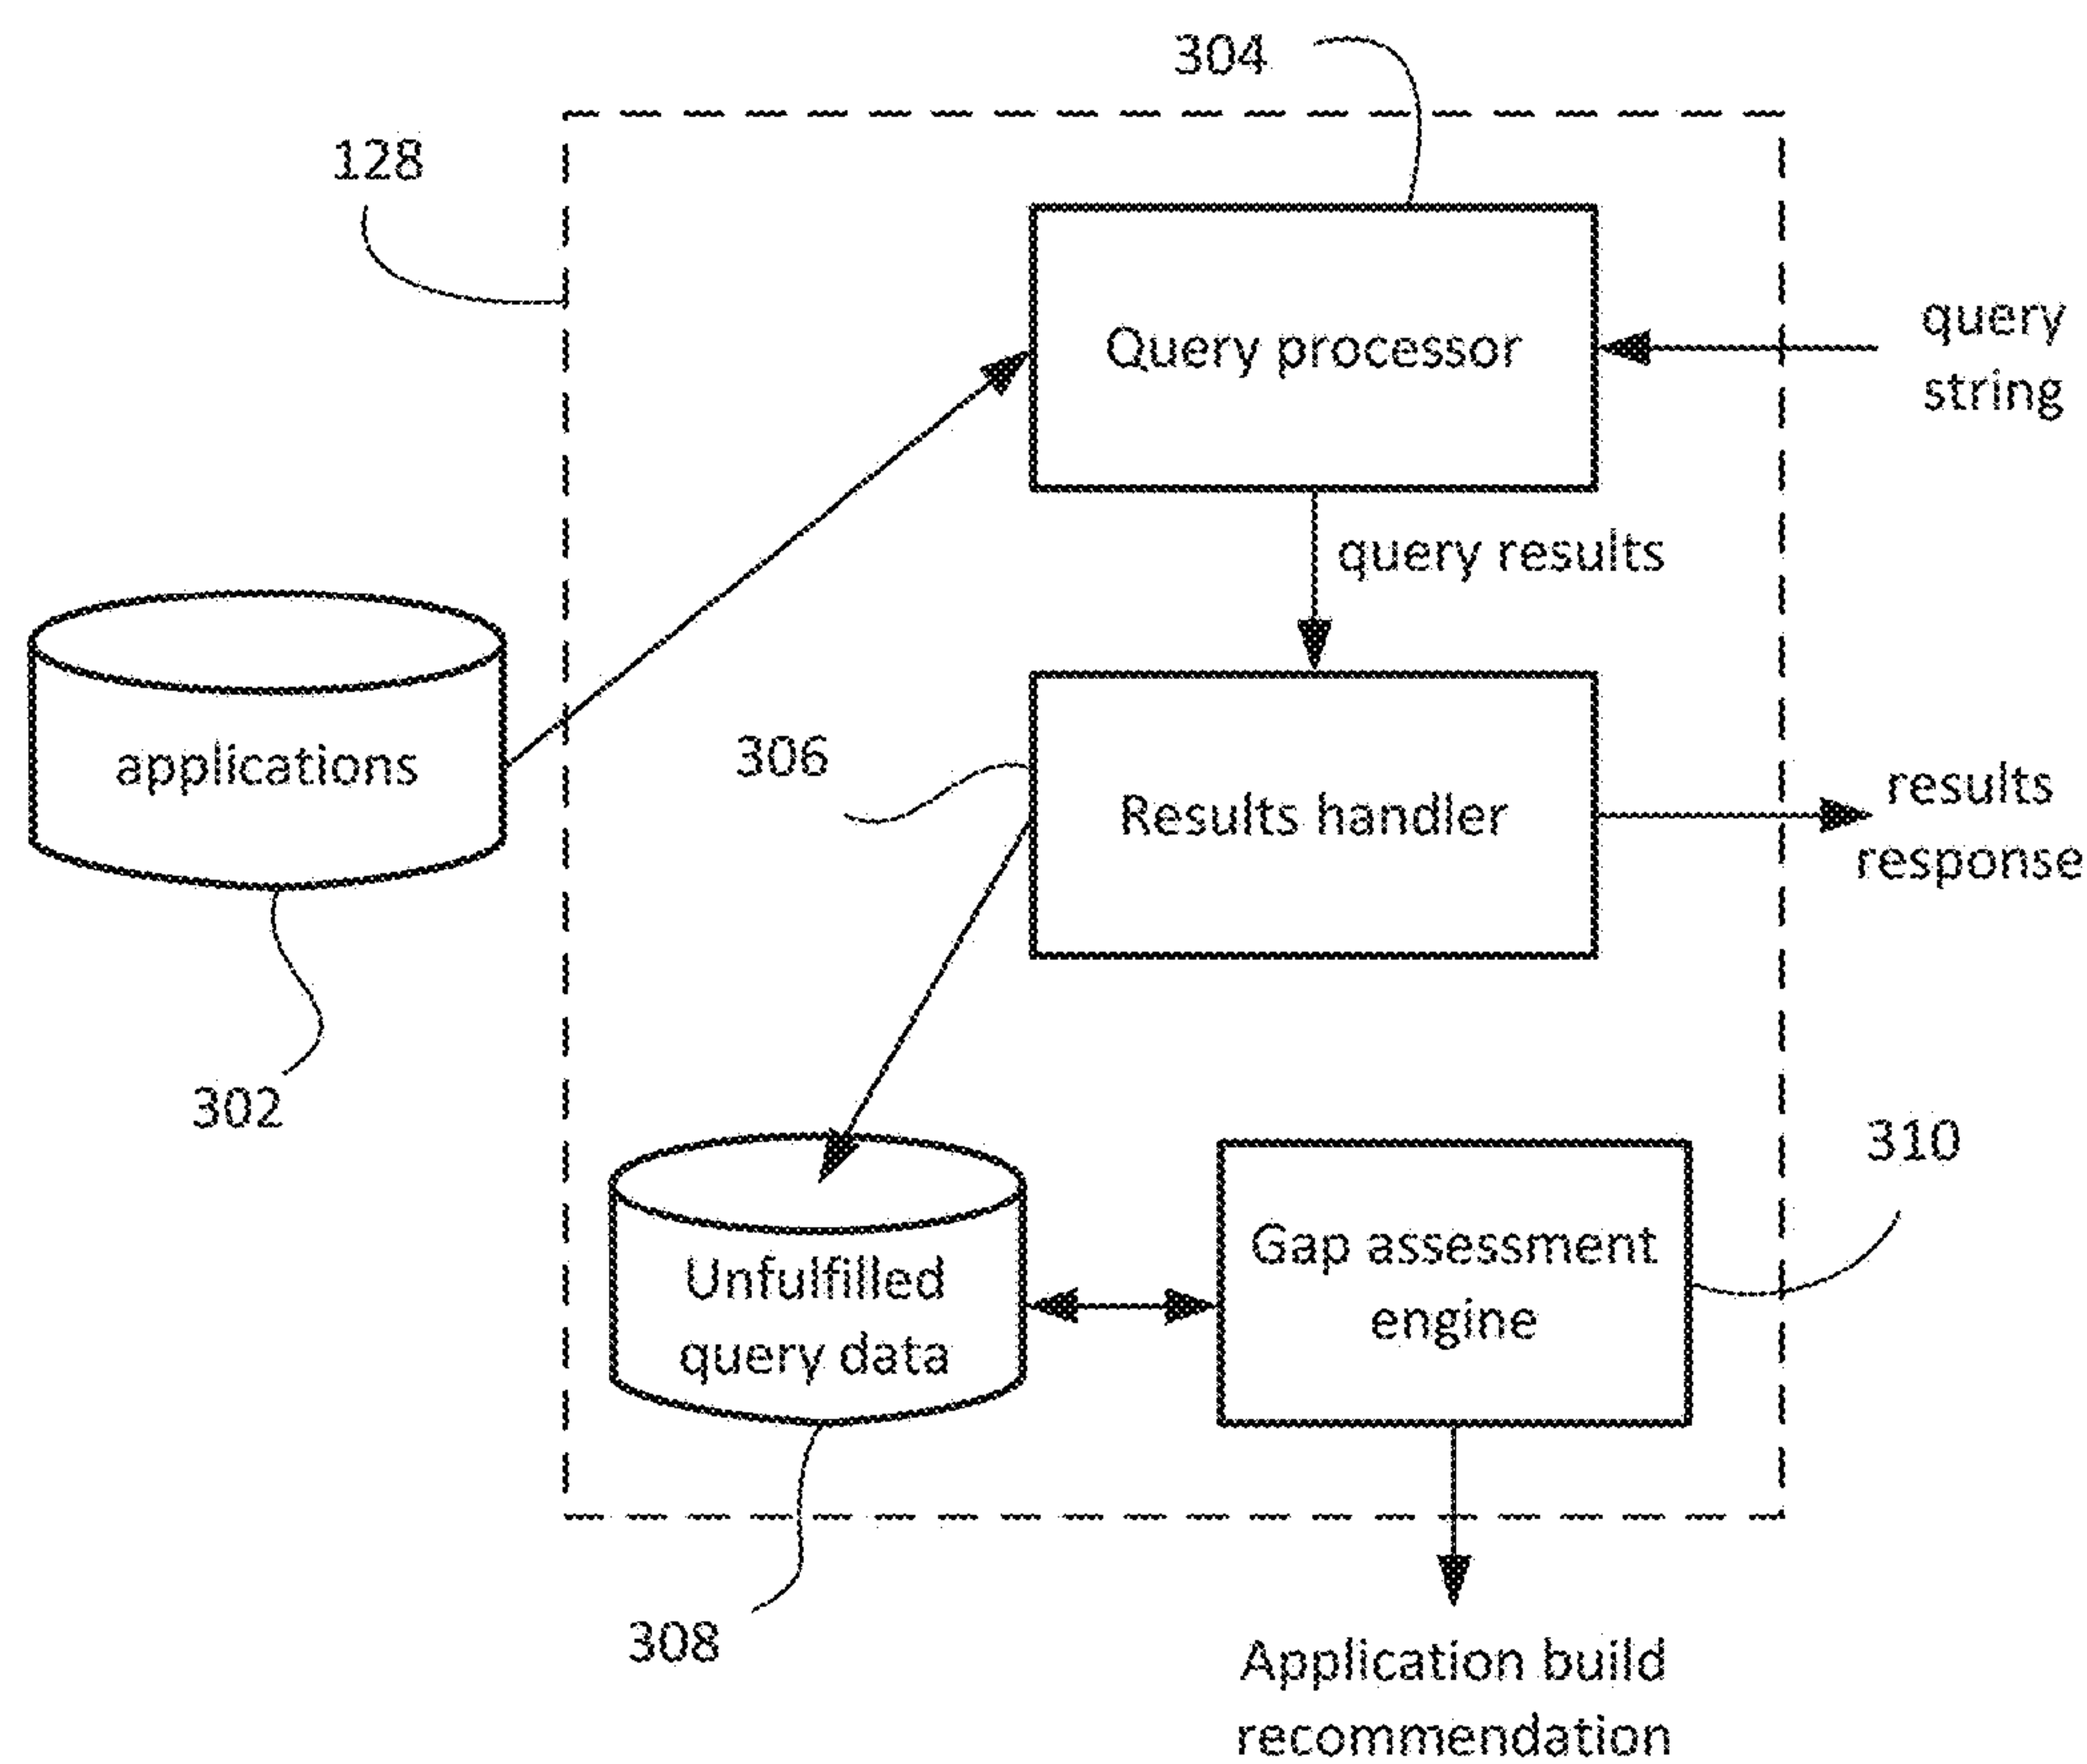 304
128
Query processor
query
string
query results
applications
306
Results handler
results
response
302
310
Unfulfilled
query data
Gap assessment
engine
308
Application build
recommendation